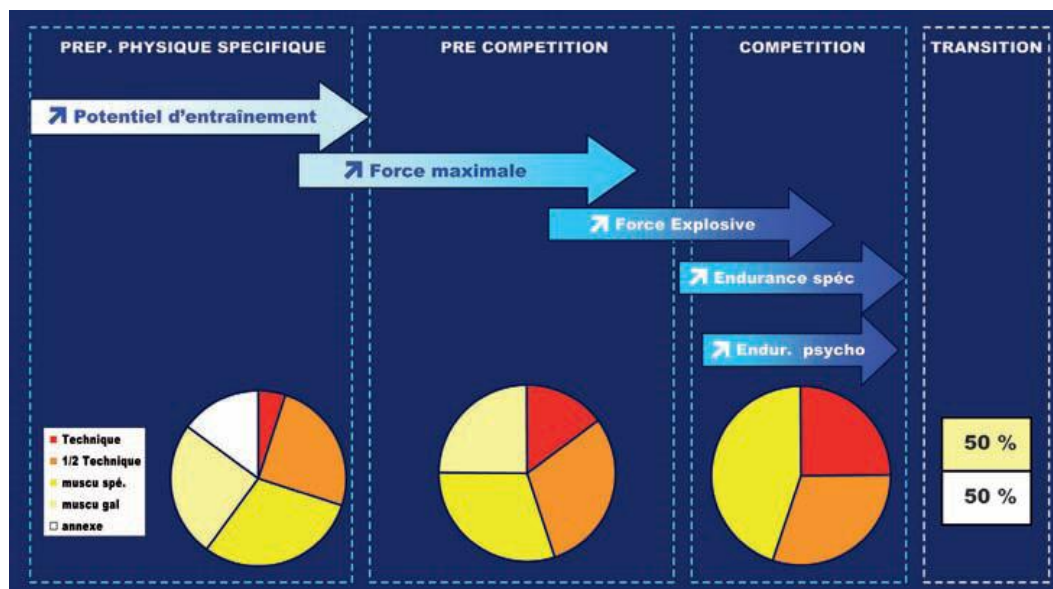 PREP. PHYSIQUE SPECIFIQUE
PRE COMPETITION
COMPETITION
TRANSITION
Potentiel d'entraînement
Force maximale
Force Explosive
Endurance spéc
Endur. psycho
Technique
1/2 Technique
muscu spé.
muscu gal
annexe
50 %
50 %